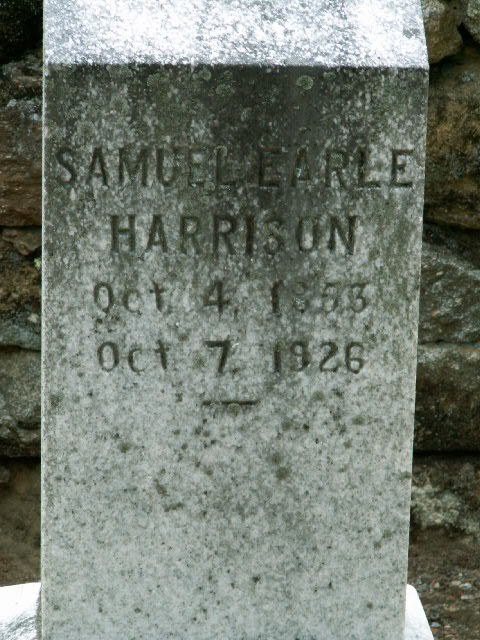 SAMUEL EARLE
HARRISON
Oct 4, 1853
Oct 7, 1926